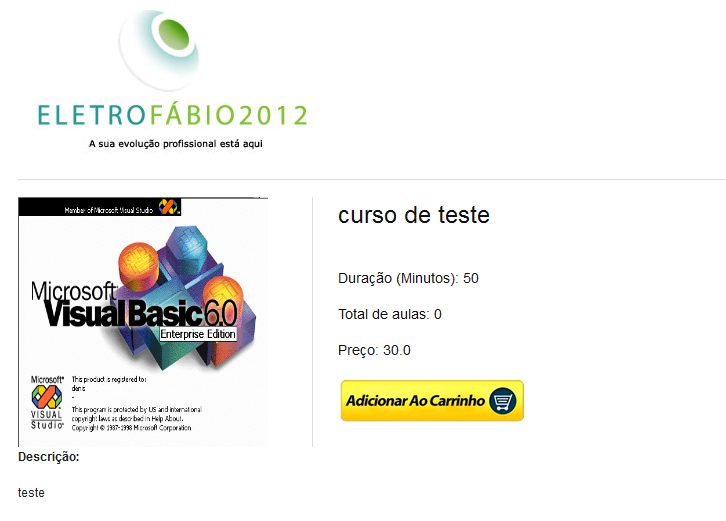 ELETROFÁBIO2012
A sua evolução profissional está aqui
Member of Microsoft Visual Studio
Microsoft
Visual Basic 6.0
Enterprise Edition
Microsoft
VISUAL
Studio
This product is registered to:
denis
-
This program is protected by US and international
copyright laws as described in Help About.
Copyright © 1987-1998 Microsoft Corporation
curso de teste
Duração (Minutos): 50
Total de aulas: 0
Preço: 30.0
Adicionar Ao Carrinho
Descrição:
teste